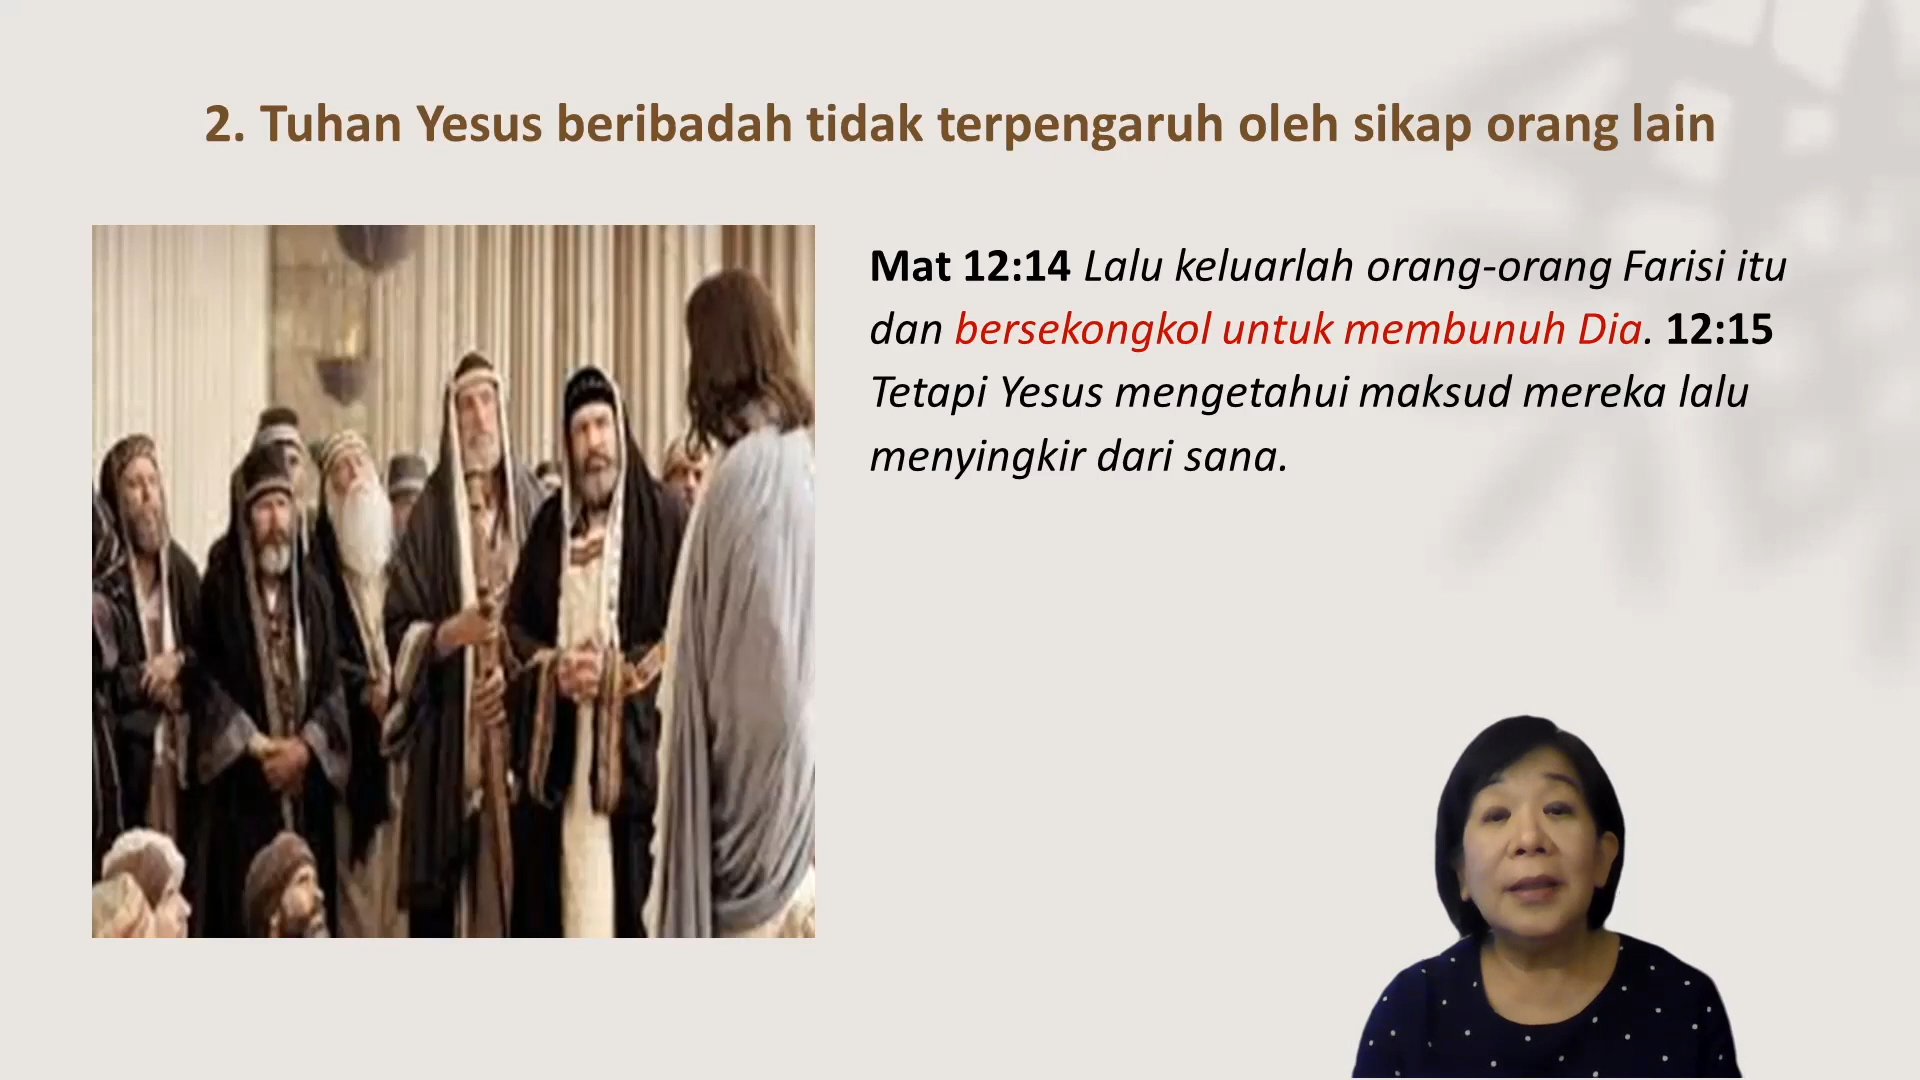 2. Tuhan Yesus beribadah tidak terpengaruh oleh sikap orang lain
Mat 12:14 Lalu keluarlah orang-orang Farisi itu
dan bersekongkol untuk membunuh Dia. 12:15
Tetapi Yesus mengetahui maksud mereka lalu
menyingkir dari sana.